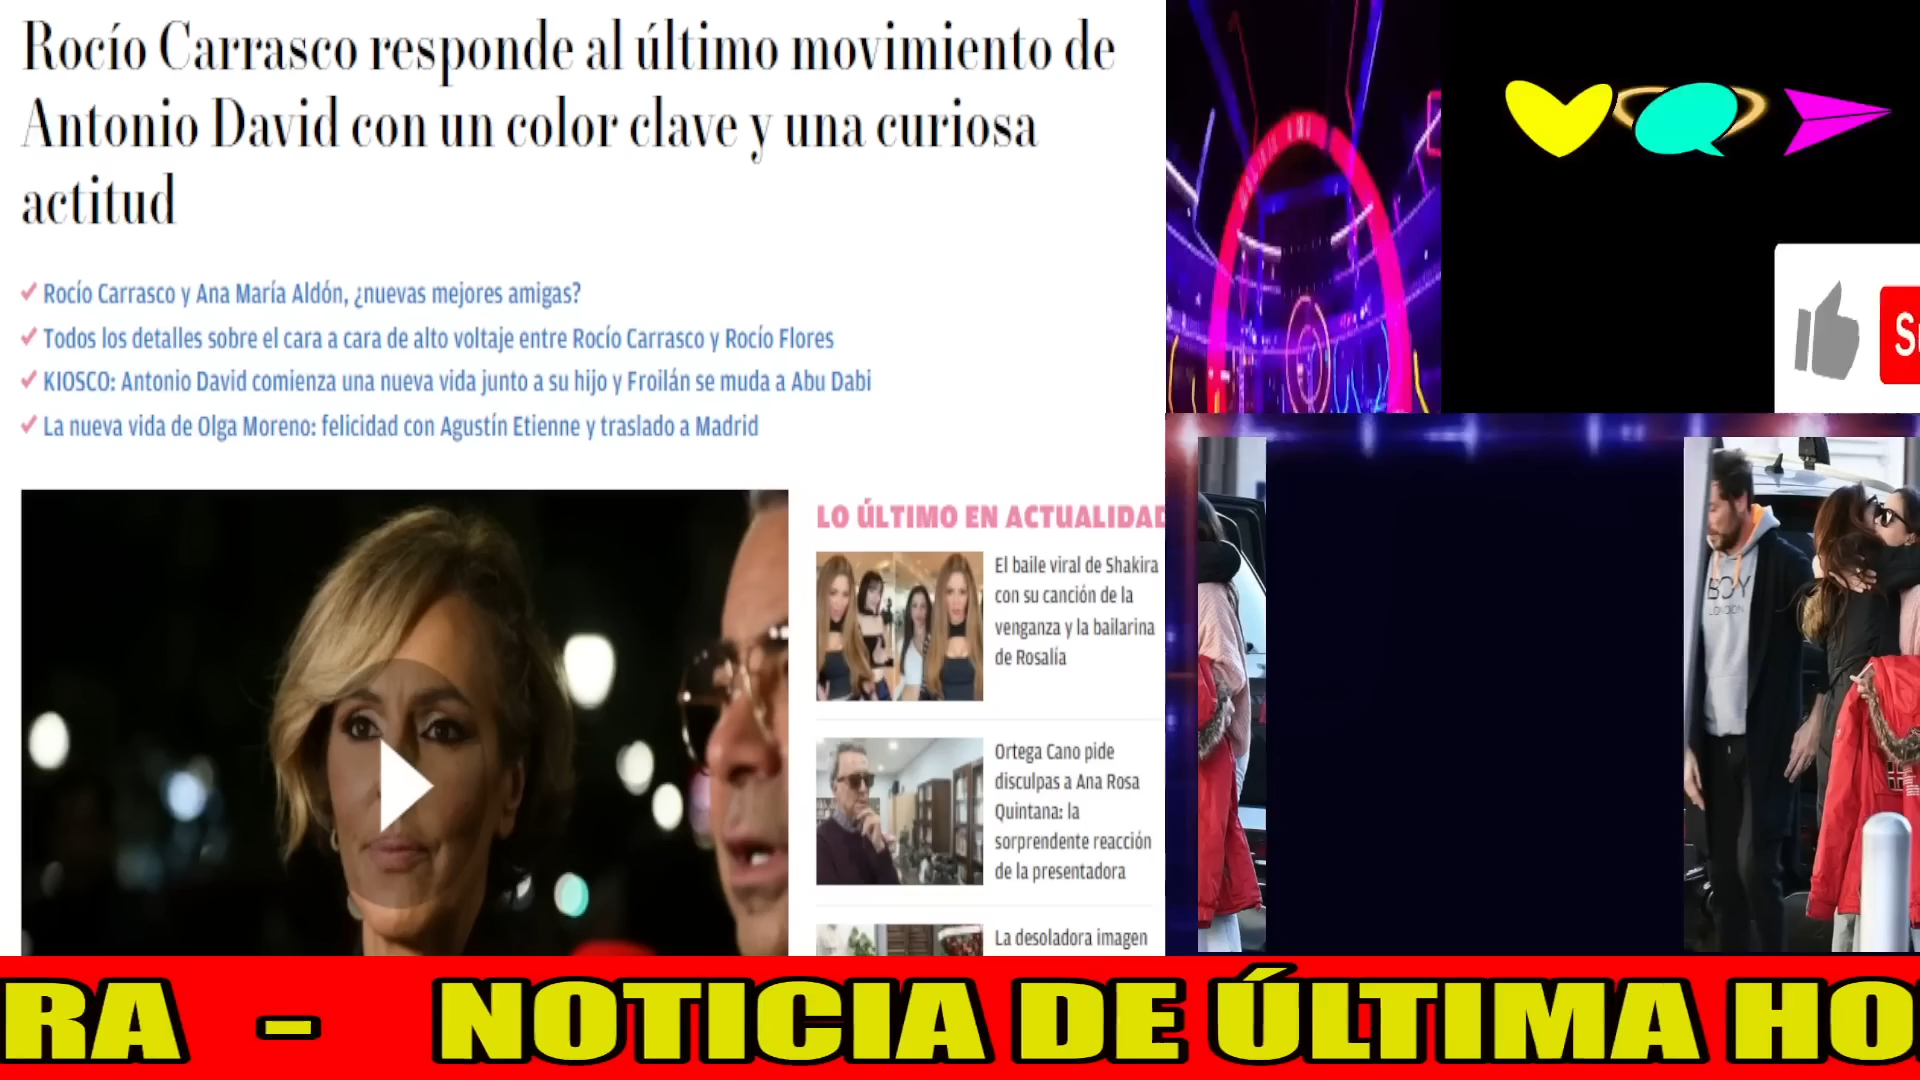 Rocío Carrasco responde al último movimiento de
Antonio David con un color clave y una curiosa
actitud
Rocío Carrasco y Ana María Aldón, ¿nuevas mejores amigas?
Todos los detalles sobre el cara a cara de alto voltaje entre Rocío Carrasco y Rocío Flores
KIOSCO: Antonio David comienza una nueva vida junto a su hijo y Froilán se muda a Abu Dabi
La nueva vida de Olga Moreno: felicidad con Agustín Etienne y traslado a Madrid
LO ÚLTIMO EN ACTUALIDAD
El baile viral de Shakira
con su canción de la
venganza y la bailarina
de Rosalía
Ortega Cano pide
disculpas a Ana Rosa
Quintana: la
sorprendente reacción
de la presentadora
La desoladora imagen
BOY
LONDON
RA - NOTICIA DE ÚLTIMA HO